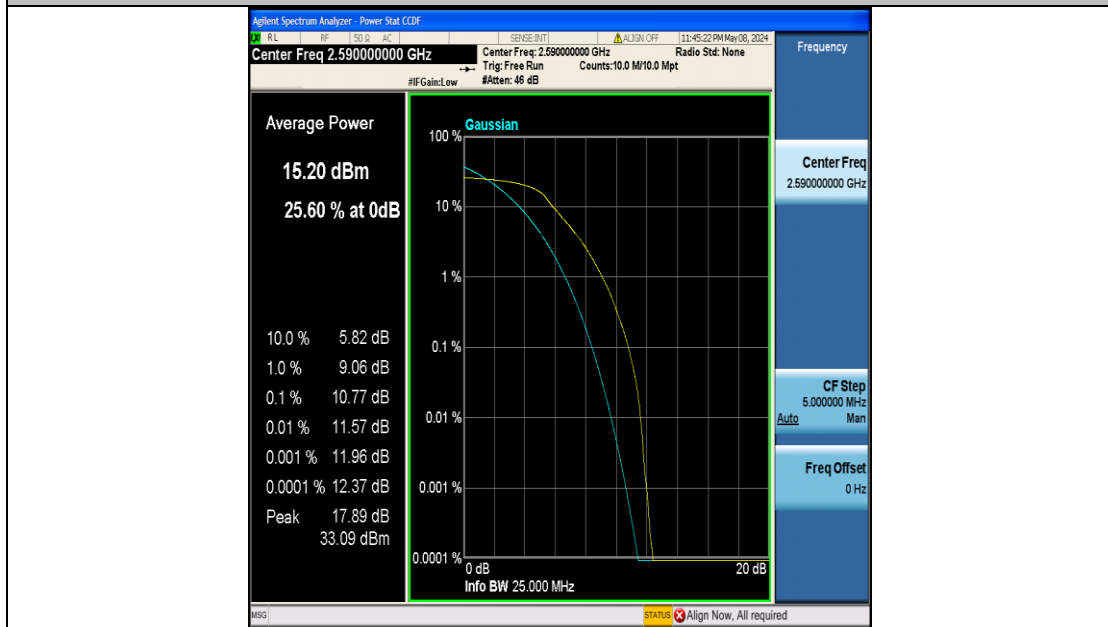 Agilent Spectrum Analyzer - Power Stat CCDF
RL RF 50 Ω AC SENSE:INT ALIGN OFF 11:45:22 PM May 08, 2024
Center Freq 2.590000000 GHz
Center Freq: 2.590000000 GHz Radio Std: None
Trig: Free Run Counts:10.0 M/10.0 Mpt
#IFGain:Low #Atten: 46 dB
Frequency
Average Power
15.20 dBm
25.60 % at 0dB
10.0 % 5.82 dB
1.0 % 9.06 dB
0.1 % 10.77 dB
0.01 % 11.57 dB
0.001 % 11.96 dB
0.0001 % 12.37 dB
Peak 17.89 dB
33.09 dBm
Gaussian
100 %
10 %
1 %
0.1 %
0.01 %
0.001 %
0.0001 %
0 dB 20 dB
Info BW 25.000 MHz
Center Freq
2.590000000 GHz
CF Step
5.000000 MHz
Auto Man
Freq Offset
0 Hz
MSG STATUS Align Now, All required